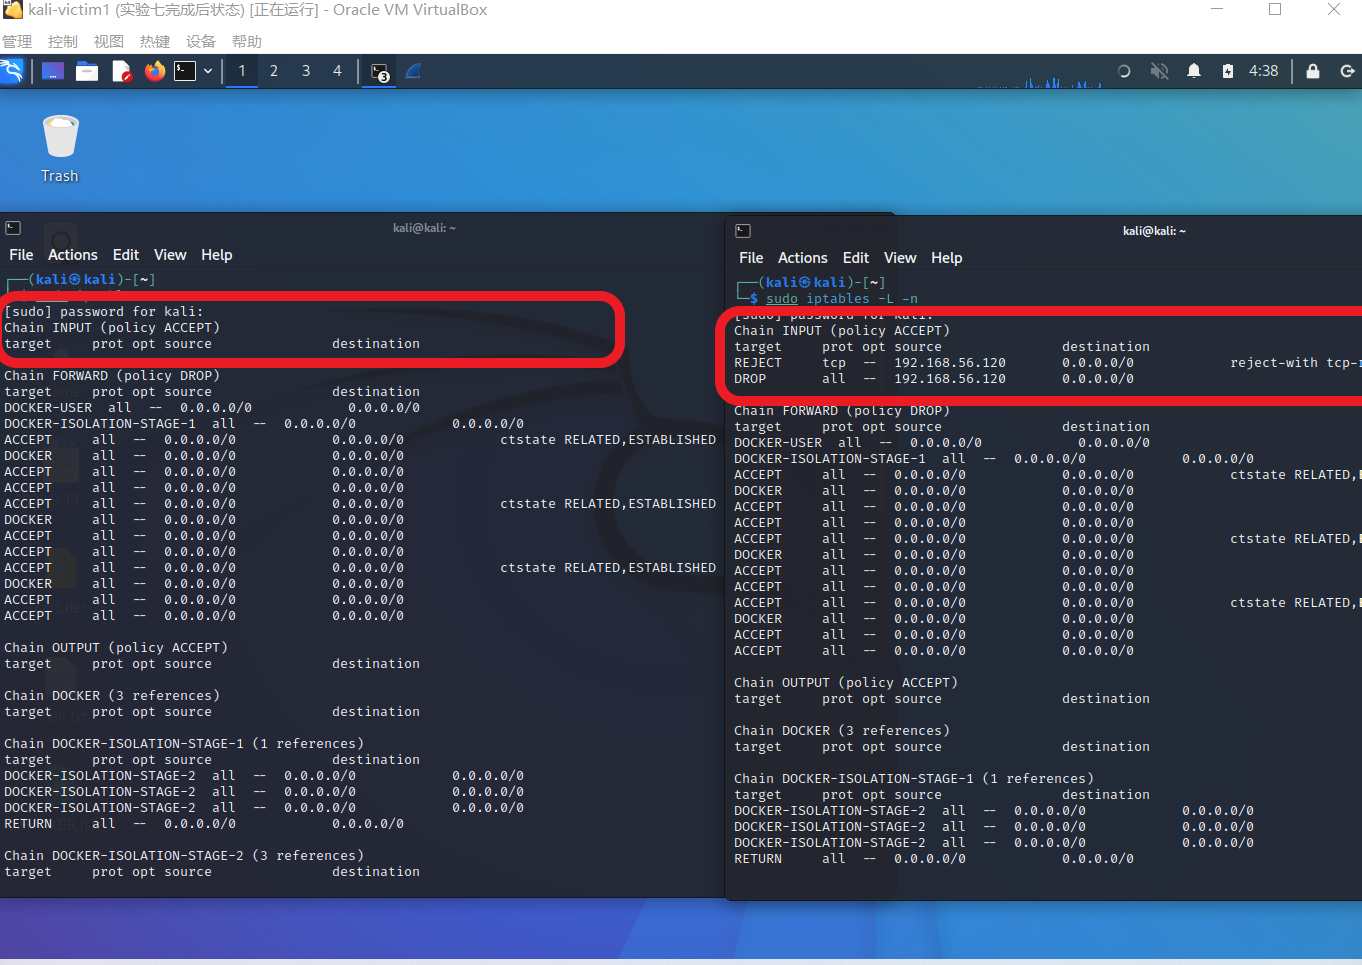 kali-victim1 (实验七完成后状态) [正在运行] - Oracle VM VirtualBox
管理 控制 视图 热键 设备 帮助
1 2 3 4 3 4:38
Trash
kali@kali: ~
File Actions Edit View Help
┌──(kali㉿kali)-[~]
[sudo] password for kali:
Chain INPUT (policy ACCEPT)
target prot opt source destination
Chain FORWARD (policy DROP)
target prot opt source destination
DOCKER-USER all -- 0.0.0.0/0 0.0.0.0/0
DOCKER-ISOLATION-STAGE-1 all -- 0.0.0.0/0 0.0.0.0/0
ACCEPT all -- 0.0.0.0/0 0.0.0.0/0 ctstate RELATED,ESTABLISHED
DOCKER all -- 0.0.0.0/0 0.0.0.0/0
ACCEPT all -- 0.0.0.0/0 0.0.0.0/0
ACCEPT all -- 0.0.0.0/0 0.0.0.0/0
ACCEPT all -- 0.0.0.0/0 0.0.0.0/0 ctstate RELATED,ESTABLISHED
DOCKER all -- 0.0.0.0/0 0.0.0.0/0
ACCEPT all -- 0.0.0.0/0 0.0.0.0/0
ACCEPT all -- 0.0.0.0/0 0.0.0.0/0
ACCEPT all -- 0.0.0.0/0 0.0.0.0/0 ctstate RELATED,ESTABLISHED
DOCKER all -- 0.0.0.0/0 0.0.0.0/0
ACCEPT all -- 0.0.0.0/0 0.0.0.0/0
ACCEPT all -- 0.0.0.0/0 0.0.0.0/0
Chain OUTPUT (policy ACCEPT)
target prot opt source destination
Chain DOCKER (3 references)
target prot opt source destination
Chain DOCKER-ISOLATION-STAGE-1 (1 references)
target prot opt source destination
DOCKER-ISOLATION-STAGE-2 all -- 0.0.0.0/0 0.0.0.0/0
DOCKER-ISOLATION-STAGE-2 all -- 0.0.0.0/0 0.0.0.0/0
DOCKER-ISOLATION-STAGE-2 all -- 0.0.0.0/0 0.0.0.0/0
RETURN all -- 0.0.0.0/0 0.0.0.0/0
Chain DOCKER-ISOLATION-STAGE-2 (3 references)
target prot opt source destination
kali@kali: ~
File Actions Edit View Help
┌──(kali㉿kali)-[~]
└─$ sudo iptables -L -n
[sudo] password for kali:
Chain INPUT (policy ACCEPT)
target prot opt source destination
REJECT tcp -- 192.168.56.120 0.0.0.0/0 reject-with tcp-
DROP all -- 192.168.56.120 0.0.0.0/0
Chain FORWARD (policy DROP)
target prot opt source destination
DOCKER-USER all -- 0.0.0.0/0 0.0.0.0/0
DOCKER-ISOLATION-STAGE-1 all -- 0.0.0.0/0 0.0.0.0/0
ACCEPT all -- 0.0.0.0/0 0.0.0.0/0 ctstate RELATED,
DOCKER all -- 0.0.0.0/0 0.0.0.0/0
ACCEPT all -- 0.0.0.0/0 0.0.0.0/0
ACCEPT all -- 0.0.0.0/0 0.0.0.0/0
ACCEPT all -- 0.0.0.0/0 0.0.0.0/0 ctstate RELATED,
DOCKER all -- 0.0.0.0/0 0.0.0.0/0
ACCEPT all -- 0.0.0.0/0 0.0.0.0/0
ACCEPT all -- 0.0.0.0/0 0.0.0.0/0
ACCEPT all -- 0.0.0.0/0 0.0.0.0/0 ctstate RELATED,
DOCKER all -- 0.0.0.0/0 0.0.0.0/0
ACCEPT all -- 0.0.0.0/0 0.0.0.0/0
ACCEPT all -- 0.0.0.0/0 0.0.0.0/0
Chain OUTPUT (policy ACCEPT)
target prot opt source destination
Chain DOCKER (3 references)
target prot opt source destination
Chain DOCKER-ISOLATION-STAGE-1 (1 references)
target prot opt source destination
DOCKER-ISOLATION-STAGE-2 all -- 0.0.0.0/0 0.0.0.0/0
DOCKER-ISOLATION-STAGE-2 all -- 0.0.0.0/0 0.0.0.0/0
DOCKER-ISOLATION-STAGE-2 all -- 0.0.0.0/0 0.0.0.0/0
RETURN all -- 0.0.0.0/0 0.0.0.0/0